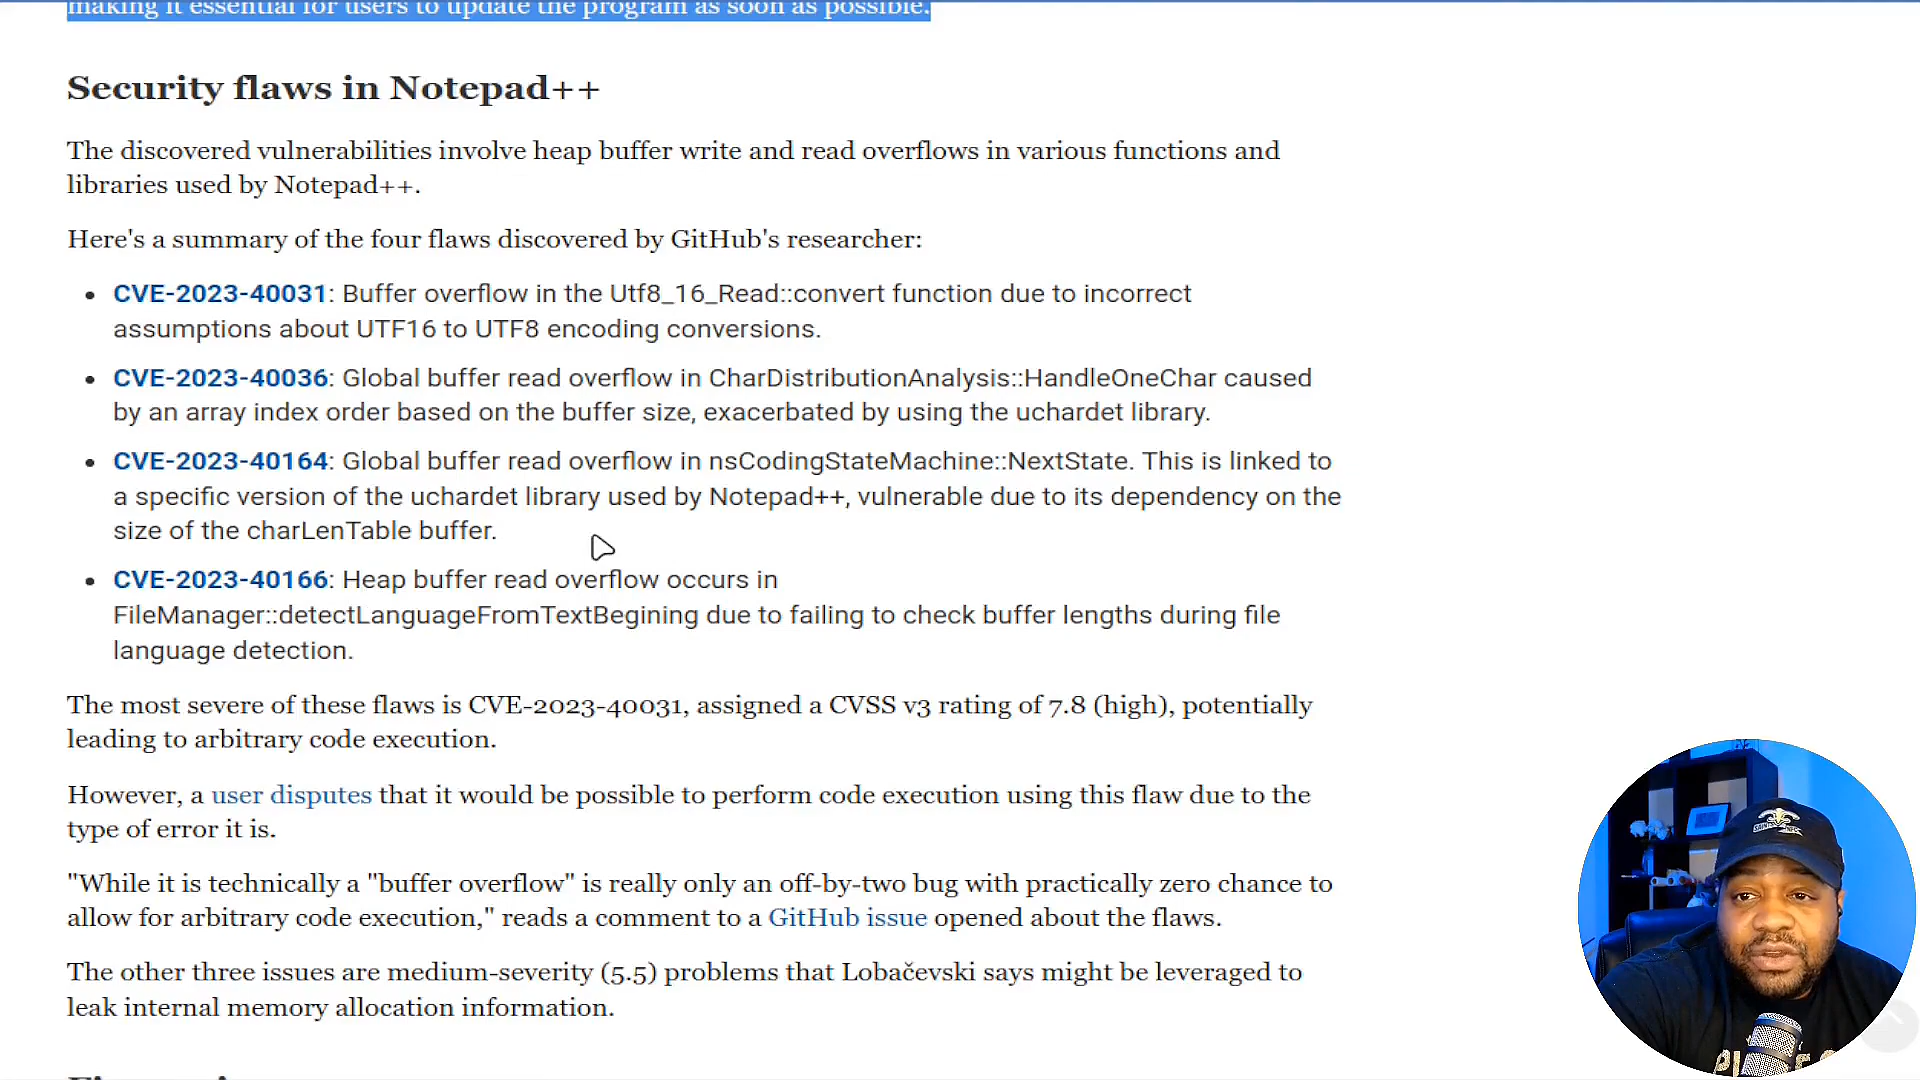 making it essential for users to update the program as soon as possible.
Security flaws in Notepad++
The discovered vulnerabilities involve heap buffer write and read overflows in various functions and
libraries used by Notepad++.
Here's a summary of the four flaws discovered by GitHub's researcher:
• CVE-2023-40031: Buffer overflow in the Utf8_16_Read::convert function due to incorrect
assumptions about UTF16 to UTF8 encoding conversions.
• CVE-2023-40036: Global buffer read overflow in CharDistributionAnalysis::HandleOneChar caused
by an array index order based on the buffer size, exacerbated by using the uchardet library.
• CVE-2023-40164: Global buffer read overflow in nsCodingStateMachine::NextState. This is linked to
a specific version of the uchardet library used by Notepad++, vulnerable due to its dependency on the
size of the charLenTable buffer.
• CVE-2023-40166: Heap buffer read overflow occurs in
FileManager::detectLanguageFromTextBegining due to failing to check buffer lengths during file
language detection.
The most severe of these flaws is CVE-2023-40031, assigned a CVSS v3 rating of 7.8 (high), potentially
leading to arbitrary code execution.
However, a user disputes that it would be possible to perform code execution using this flaw due to the
type of error it is.
"While it is technically a "buffer overflow" is really only an off-by-two bug with practically zero chance to
allow for arbitrary code execution," reads a comment to a GitHub issue opened about the flaws.
The other three issues are medium-severity (5.5) problems that Lobačevski says might be leveraged to
leak internal memory allocation information.